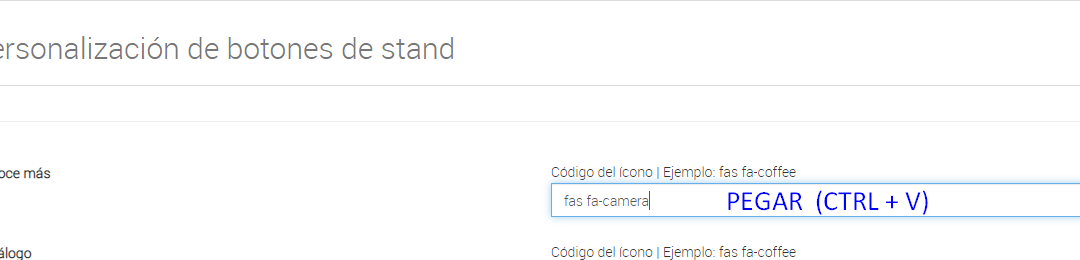 ersonalización de botones de stand
oce más
Código del ícono | Ejemplo: fas fa-coffee
fas fa-camera PEGAR (CTRL + V)
álogo
Código del ícono | Ejemplo: fas fa-coffee